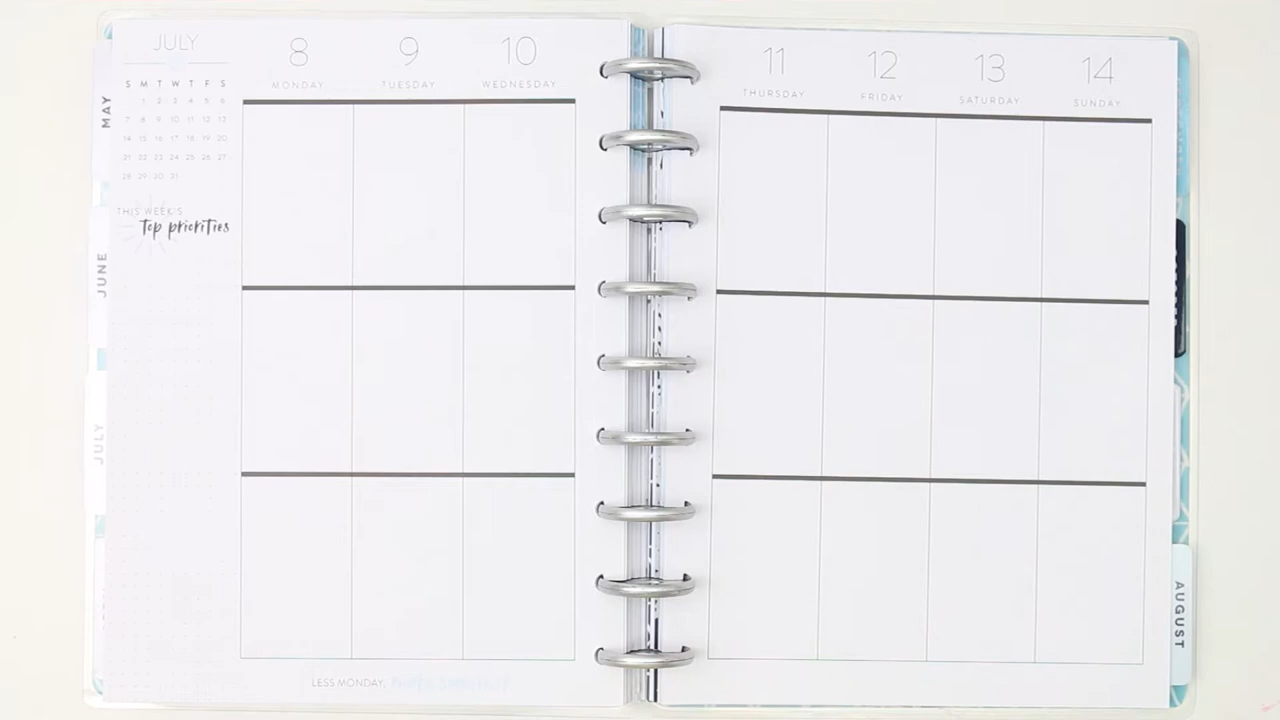 JULY
S M T W T F S
1 2 3 4 5 6
7 8 9 10 11 12 13
14 15 16 17 18 19 20
21 22 23 24 25 26 27
28 29 30 31
THIS WEEK'S
Top priorities
8 9 10
MONDAY TUESDAY WEDNESDAY
LESS MONDAY,
11 12 13 14
THURSDAY FRIDAY SATURDAY SUNDAY
MAY
JUNE
JULY
AUGUST